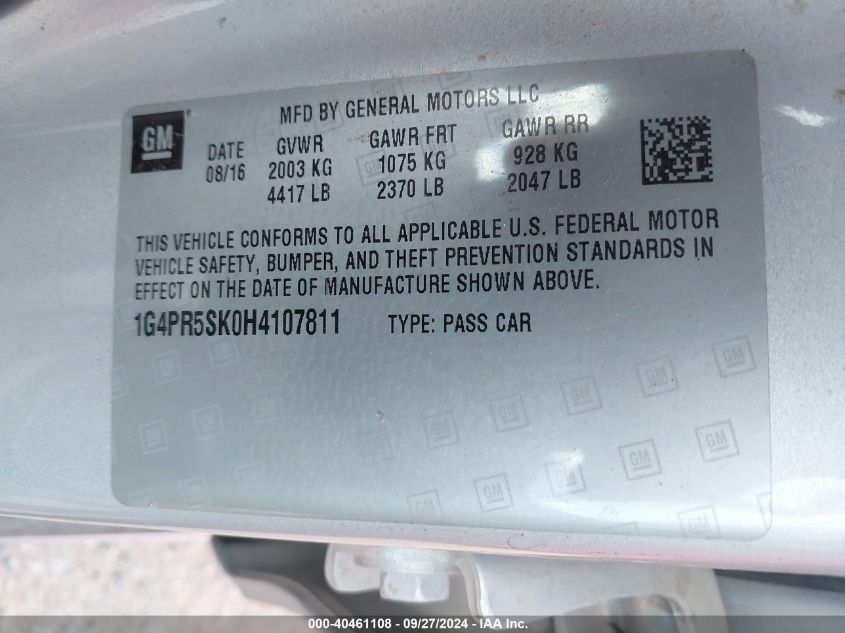 MFD BY GENERAL MOTORS LLC
GM
DATE GVWR GAWR FRT GAWR RR
08/16 2003 KG 1075 KG 928 KG
4417 LB 2370 LB 2047 LB
THIS VEHICLE CONFORMS TO ALL APPLICABLE U.S. FEDERAL MOTOR
VEHICLE SAFETY, BUMPER, AND THEFT PREVENTION STANDARDS IN
EFFECT ON THE DATE OF MANUFACTURE SHOWN ABOVE.
1G4PR5SK0H4107811 TYPE: PASS CAR
000-40461108 - 09/27/2024 - IAA Inc.